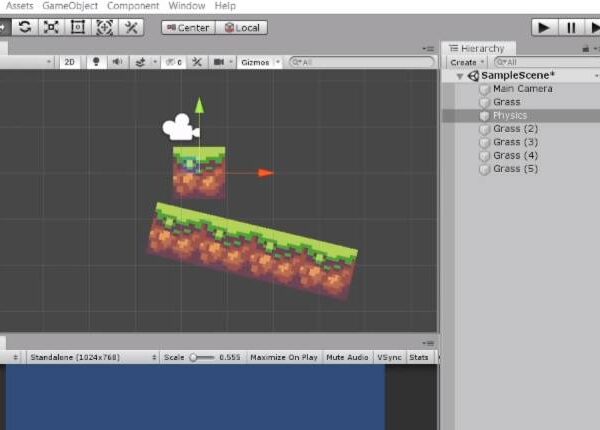 Assets GameObject Component Window Help
Center Local
Hierarchy
2D Gizmos All
Create All
SampleScene*
Main Camera
Grass
Physics
Grass (2)
Grass (3)
Grass (4)
Grass (5)
Standalone (1024x768) Scale 0.555 Maximize On Play Mute Audio VSync Stats